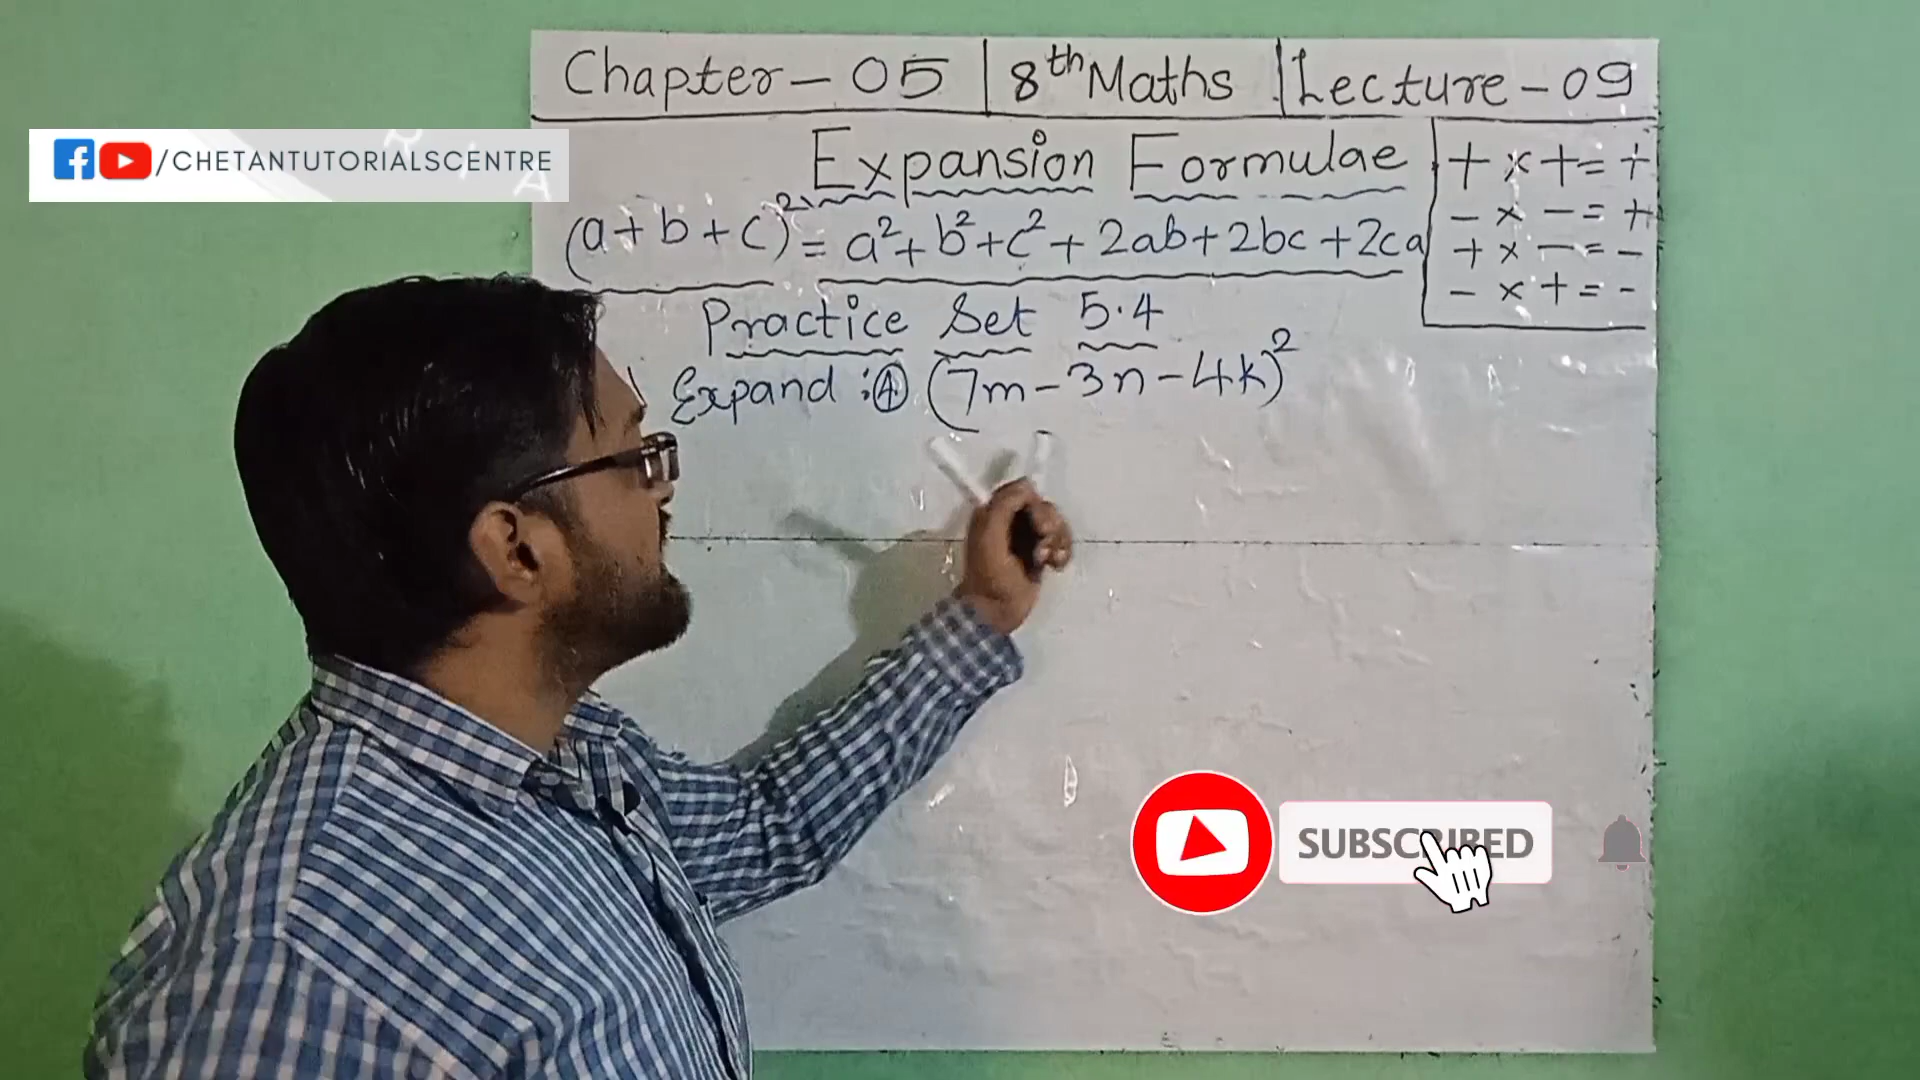 Chapter - 05 | 8th Maths | Lecture - 09
/CHETANTUTORIALSCENTRE
Expansion Formulae
(a+b+c)² = a² + b² + c² + 2ab + 2bc + 2ca
+ × + = +
- × - = +
+ × - = -
- × + = -
Practice Set 5.4
Expand :④ (7m - 3n - 4k)²
SUBSCRIBED